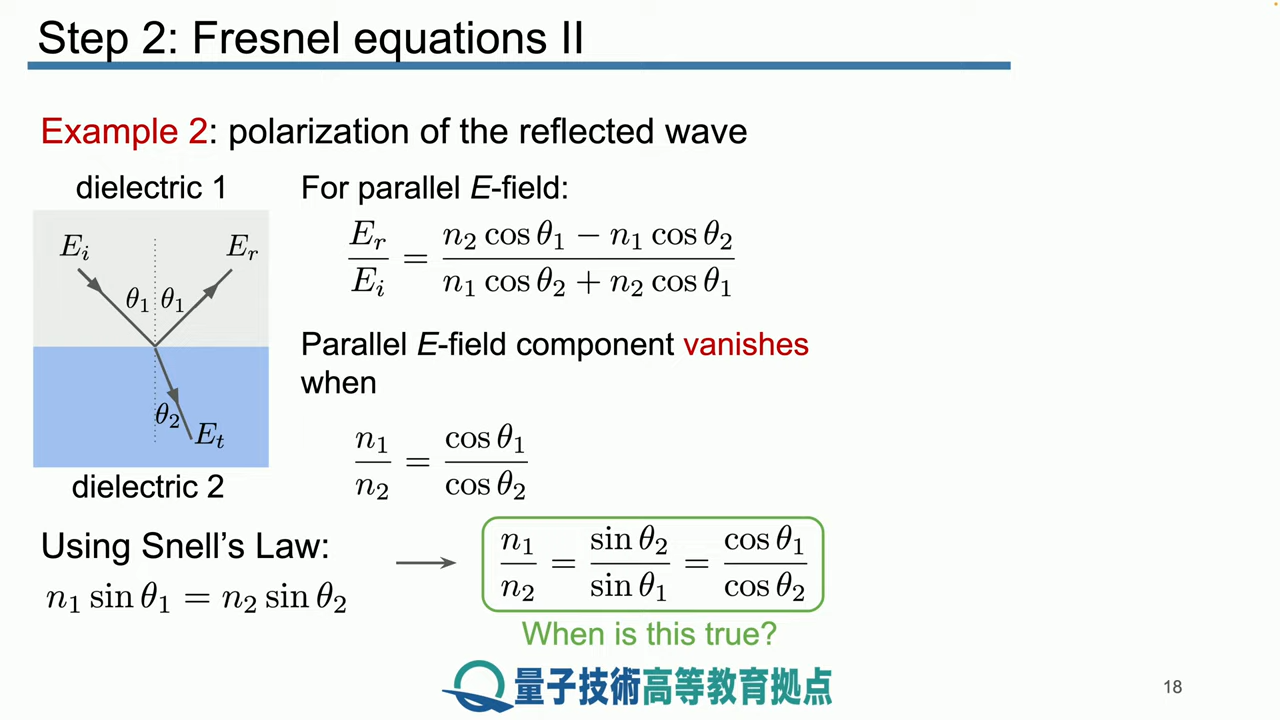 Step 2: Fresnel equations II
Example 2: polarization of the reflected wave
dielectric 1
E_i
E_r
θ_1 θ_1
θ_2
E_t
dielectric 2
For parallel E-field:
E_r / E_i = (n_2 cos θ_1 − n_1 cos θ_2) / (n_1 cos θ_2 + n_2 cos θ_1)
Parallel E-field component vanishes
when
n_1 / n_2 = cos θ_1 / cos θ_2
Using Snell’s Law:
n_1 sin θ_1 = n_2 sin θ_2
n_1 / n_2 = sin θ_2 / sin θ_1 = cos θ_1 / cos θ_2
When is this true?
量子技術高等教育拠点
18